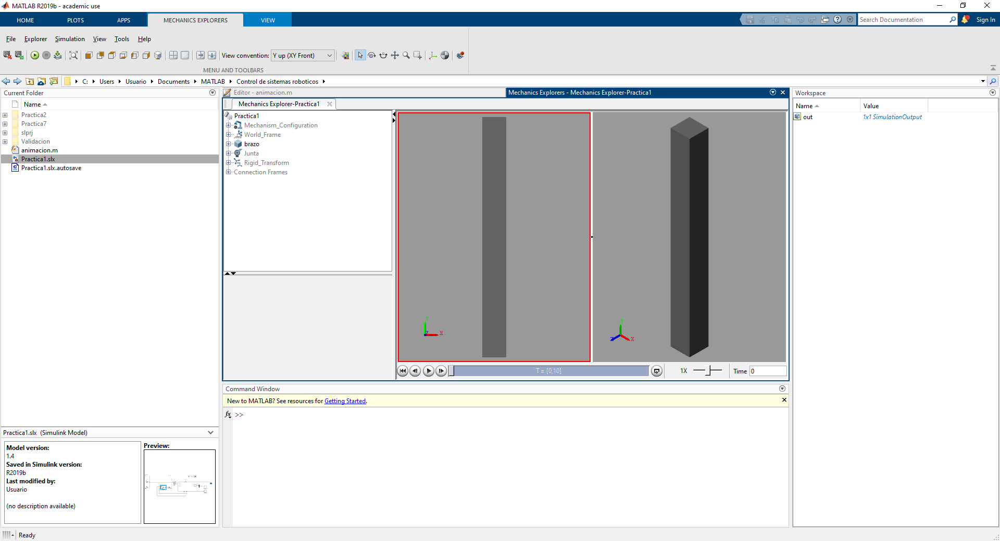 MATLAB R2019b - academic use
HOME PLOTS APPS MECHANICS EXPLORERS VIEW
Search Documentation
Sign In
File Explorer Simulation View Tools Help
View convention: Y up (XY Front)
MENU AND TOOLBARS
C: Users Usuario Documents MATLAB Control de sistemas roboticos
Current Folder
Name
Practica2
Practica7
slprj
Validacion
animacion.m
Practica1.slx
Practica1.slx.autosave
Editor - animacion.m
Mechanics Explorers - Mechanics Explorer-Practica1
Mechanics Explorer-Practica1
Practica1
Mechanism_Configuration
World_Frame
brazo
Junta
Rigid_Transform
Connection Frames
Y
Z
X
Y
Z
X
T = [0,10]
1X
Time 0
Workspace
Name Value
out 1x1 SimulationOutput
Command Window
New to MATLAB? See resources for Getting Started.
fx >>
Practica1.slx (Simulink Model)
Model version:
1.4
Saved in Simulink version:
R2019b
Last modified by:
Usuario
(no description available)
Preview:
Ready